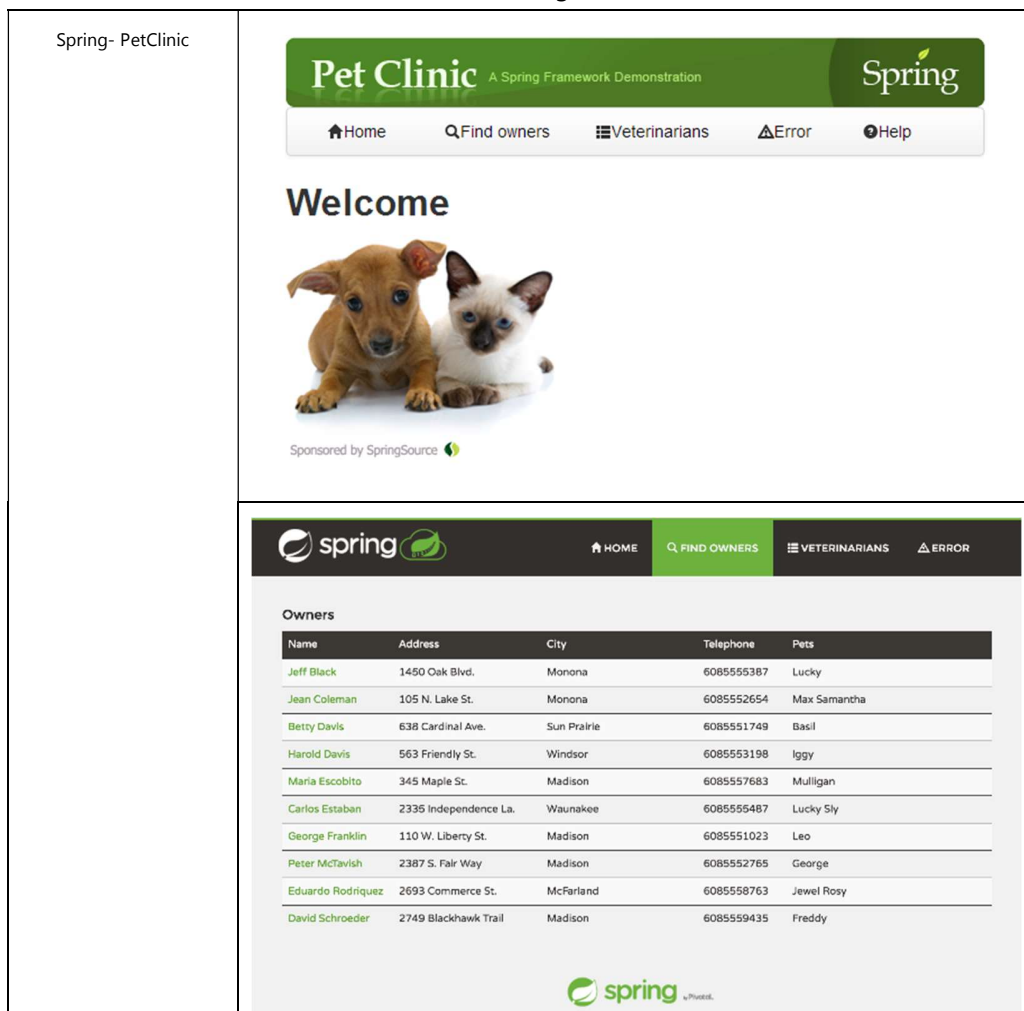 Spring- PetClinic
Pet Clinic A Spring Framework Demonstration Spring
Home Find owners Veterinarians Error Help
Welcome
Sponsored by SpringSource
spring HOME FIND OWNERS VETERINARIANS ERROR
Owners
Name Address City Telephone Pets
Jeff Black 1450 Oak Blvd. Monona 6085555387 Lucky
Jean Coleman 105 N. Lake St. Monona 6085552654 Max Samantha
Betty Davis 638 Cardinal Ave. Sun Prairie 6085551749 Basil
Harold Davis 563 Friendly St. Windsor 6085553198 Iggy
Maria Escobito 345 Maple St. Madison 6085557683 Mulligan
Carlos Estaban 2335 Independence La. Waunakee 6085555487 Lucky Sly
George Franklin 110 W. Liberty St. Madison 6085551023 Leo
Peter McTavish 2387 S. Fair Way Madison 6085552765 George
Eduardo Rodriquez 2693 Commerce St. McFarland 6085558763 Jewel Rosy
David Schroeder 2749 Blackhawk Trail Madison 6085559435 Freddy
spring by Pivotal.